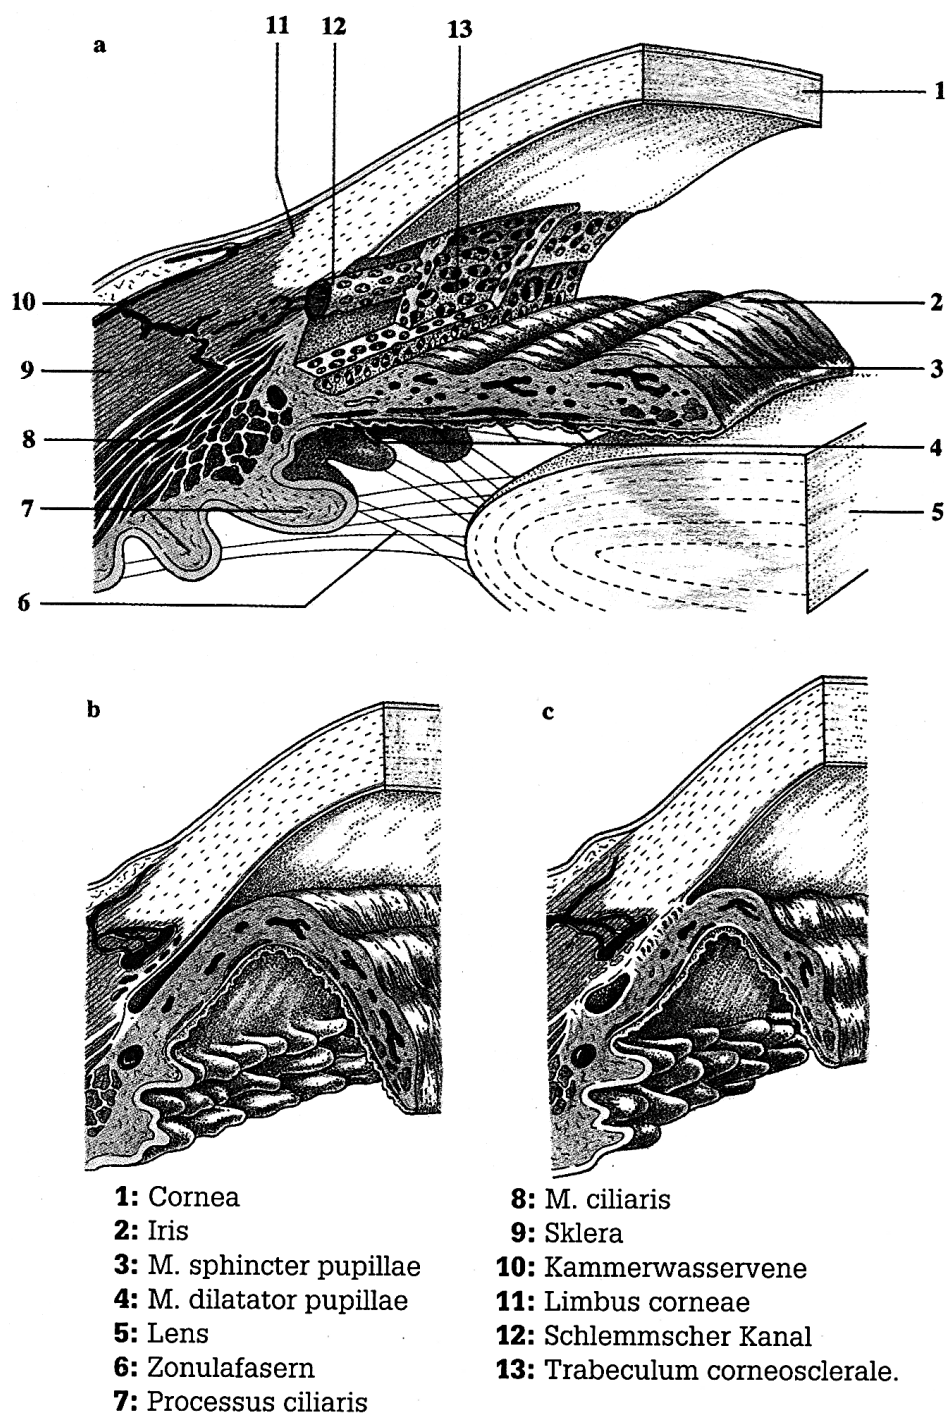 11 12 13
a
1
10
2
9
3
8
4
7
5
6
b
c
1: Cornea
2: Iris
3: M. sphincter pupillae
4: M. dilatator pupillae
5: Lens
6: Zonulafasern
7: Processus ciliaris
8: M. ciliaris
9: Sklera
10: Kammerwasservene
11: Limbus corneae
12: Schlemmscher Kanal
13: Trabeculum corneosclerale.